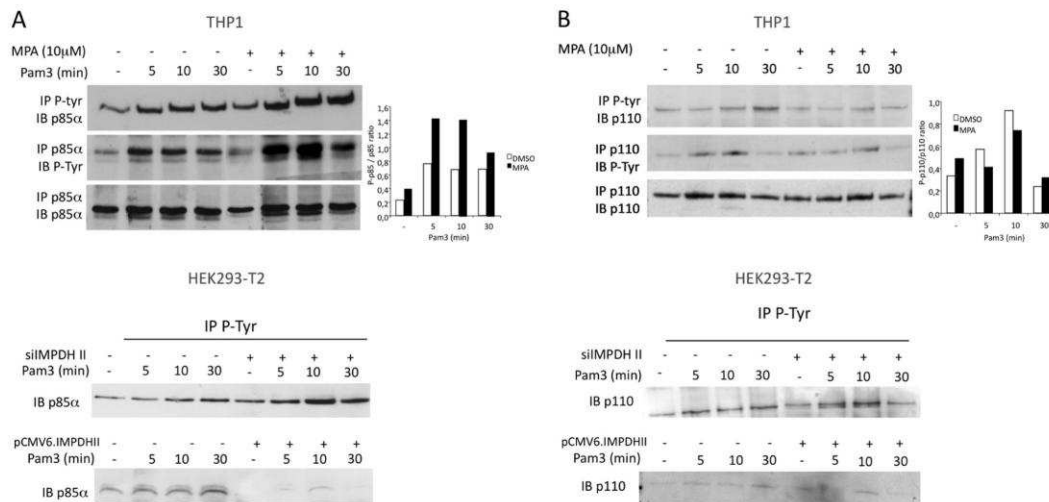 A
THP1
MPA (10µM) - - - - + + + +
Pam3 (min) - 5 10 30 - 5 10 30
IP P-tyr
IB p85α
IP p85α
IB P-Tyr
IP p85α
IB p85α
P-p85 / p85 ratio
1,6
1,4
1,2
1,0
0,8
0,6
0,4
0,2
0,0
DMSO
MPA
- 5 10 30
Pam3 (min)
HEK293-T2
IP P-Tyr
siIMPDH II - - - - + + + +
Pam3 (min) - 5 10 30 - 5 10 30
IB p85α
pCMV6.IMPDHII - - - - + + + +
Pam3 (min) - 5 10 30 - 5 10 30
IB p85α
B
THP1
MPA (10µM) - - - - + + + +
Pam3 (min) - 5 10 30 - 5 10 30
IP P-tyr
IB p110
IP p110
IB P-Tyr
IP p110
IB p110
P-p110/p110 ratio
1,0
0,8
0,6
0,4
0,2
0,0
DMSO
MPA
- 5 10 30
Pam3 (min)
HEK293-T2
IP P-Tyr
siIMPDH II - - - - + + + +
Pam3 (min) - 5 10 30 - 5 10 30
IB p110
pCMV6.IMPDHII - - - - + + + +
Pam3 (min) - 5 10 30 - 5 10 30
IB p110